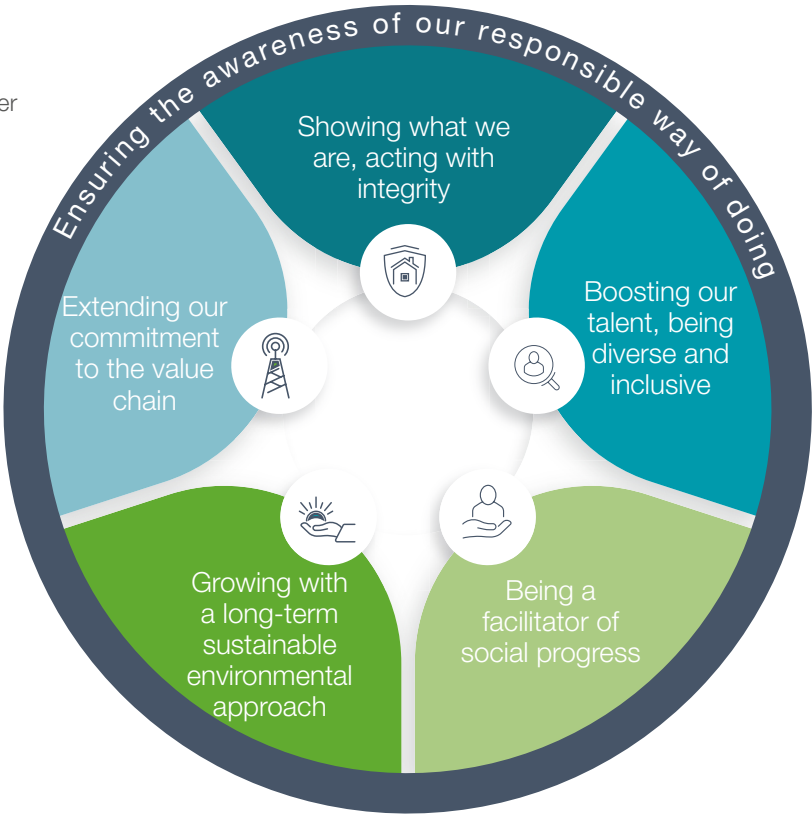 Ensuring the awareness of our responsible way of doing
er
Showing what we
are, acting with
integrity
Boosting our
talent, being
diverse and
inclusive
Being a
facilitator of
social progress
Growing with
a long-term
sustainable
environmental
approach
Extending our
commitment
to the value
chain